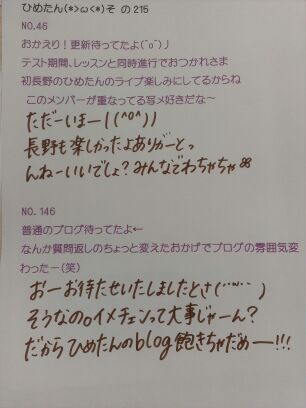 ひめたん(*>ω<*)その215
NO.46
おかえり!更新待ってたよ(^o^)丿
テスト期間、レッスンと同時進行でおつかれさま
初長野のひめたんのライブ楽しみにしてるからね
このメンバーが重なってる写メ好きだな~
ただーいまー!(^o^)丿
長野も楽しかったよありがーとっ
んねーいいでしょ?みんなでわちゃちゃ
NO.146
普通のブログ待ってたよ←
なんか質問返しのちょっと変えたおかげでブログの雰囲気変
わったー(笑)
おーお待たせいたしましたとさ(´･ω･｀)
そうなのoイメチェンって大事じゃーん?
だからひめたんのblog飽きちゃだめー!!!